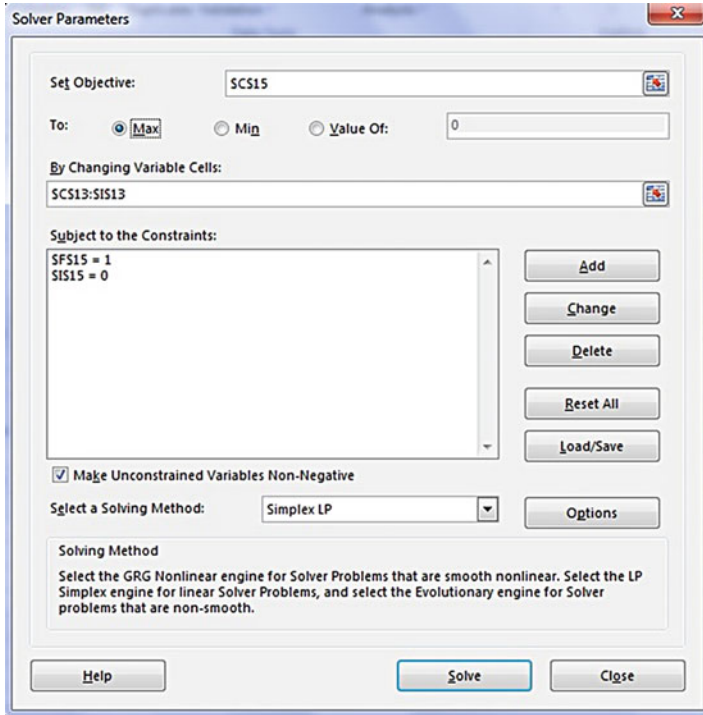 Solver Parameters
Set Objective:
$C$15
To:
Max
Min
Value Of:
0
By Changing Variable Cells:
$C$13:$I$13
Subject to the Constraints:
$F$15 = 1
$I$15 = 0
Add
Change
Delete
Reset All
Load/Save
Make Unconstrained Variables Non-Negative
Select a Solving Method:
Simplex LP
Options
Solving Method
Select the GRG Nonlinear engine for Solver Problems that are smooth nonlinear. Select the LP
Simplex engine for linear Solver Problems, and select the Evolutionary engine for Solver
problems that are non-smooth.
Help
Solve
Close